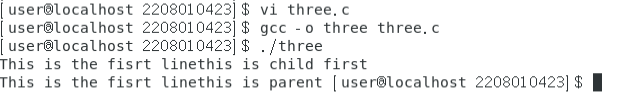 [user@localhost 2208010423]$ vi three.c
[user@localhost 2208010423]$ gcc -o three three.c
[user@localhost 2208010423]$ ./three
This is the fisrt linethis is child first
This is the fisrt linethis is parent [user@localhost 2208010423]$